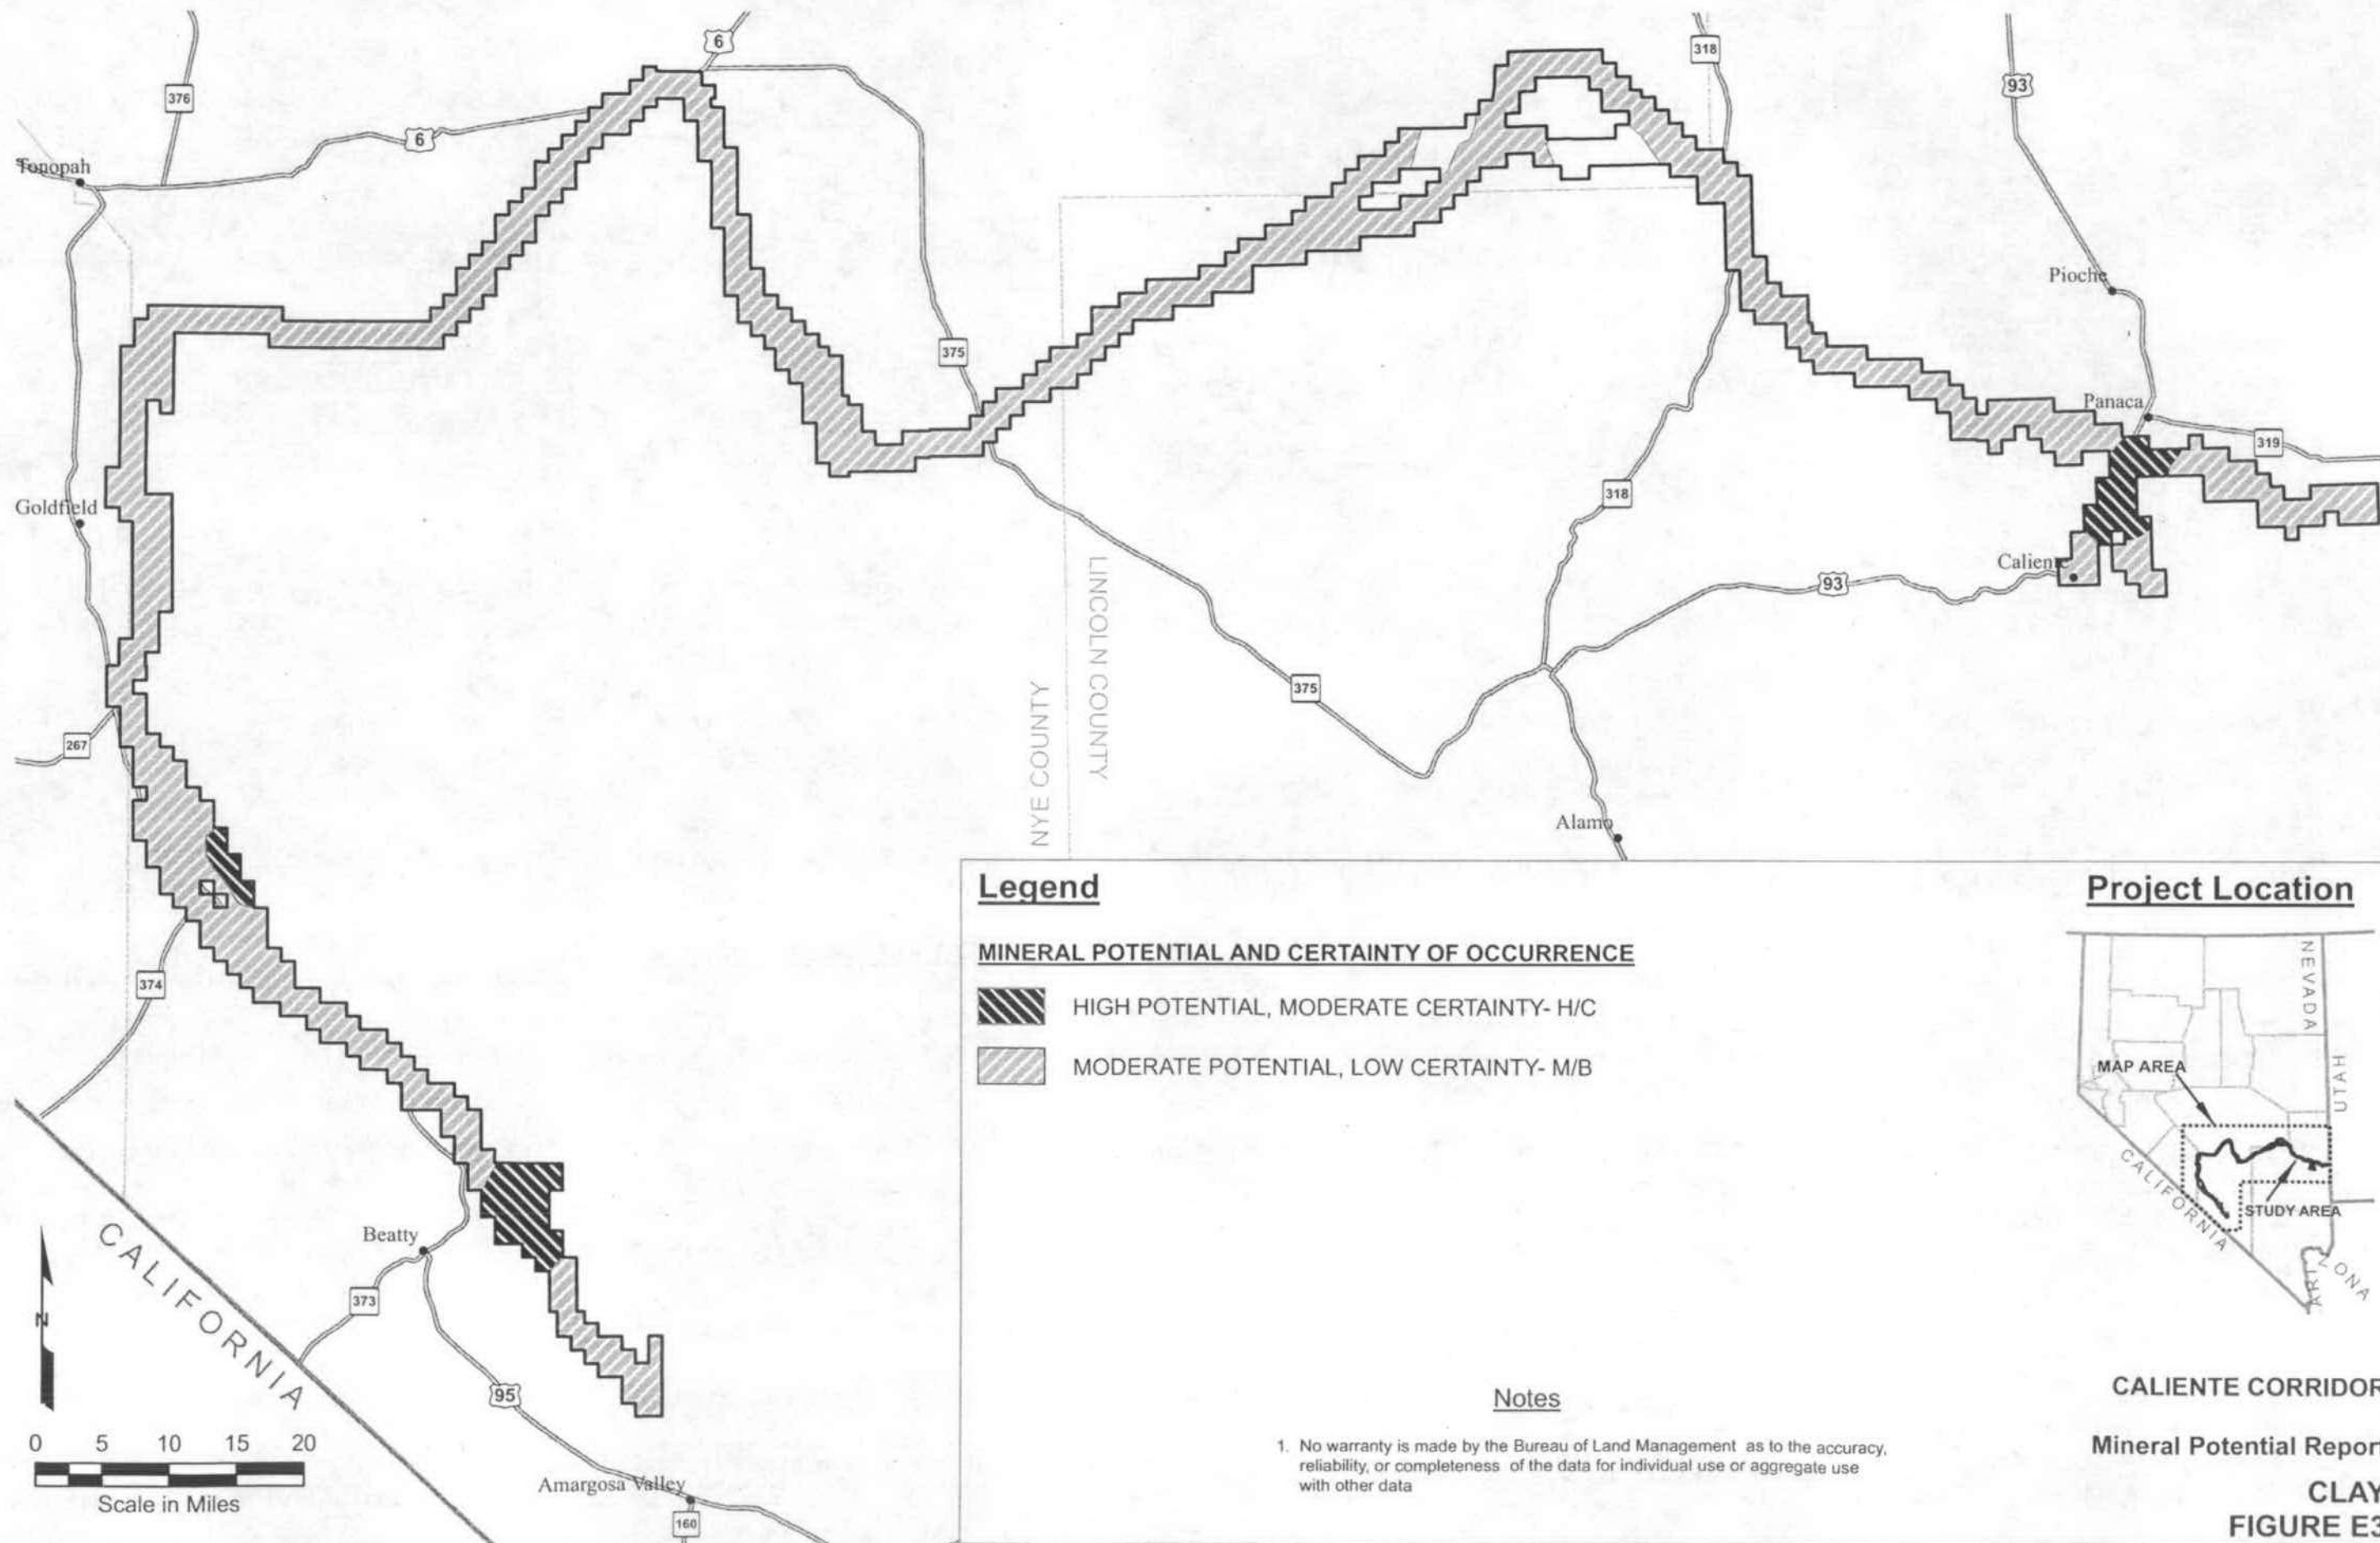 6
318
93
376
6
Tonopah
Pioche
375
Panaca
319
Goldfield
318
Caliente
93
LINCOLN COUNTY
NYE COUNTY
375
267
Alamo
374
Beatty
373
CALIFORNIA
95
Amargosa Valley
160
N
0 5 10 15 20
Scale in Miles
Legend
MINERAL POTENTIAL AND CERTAINTY OF OCCURRENCE
HIGH POTENTIAL, MODERATE CERTAINTY- H/C
MODERATE POTENTIAL, LOW CERTAINTY- M/B
Project Location
NEVADA
UTAH
MAP AREA
CALIFORNIA
STUDY AREA
ARIZONA
Notes
1. No warranty is made by the Bureau of Land Management as to the accuracy,
reliability, or completeness of the data for individual use or aggregate use
with other data
CALIENTE CORRIDOR
Mineral Potential Report
CLAY
FIGURE E3